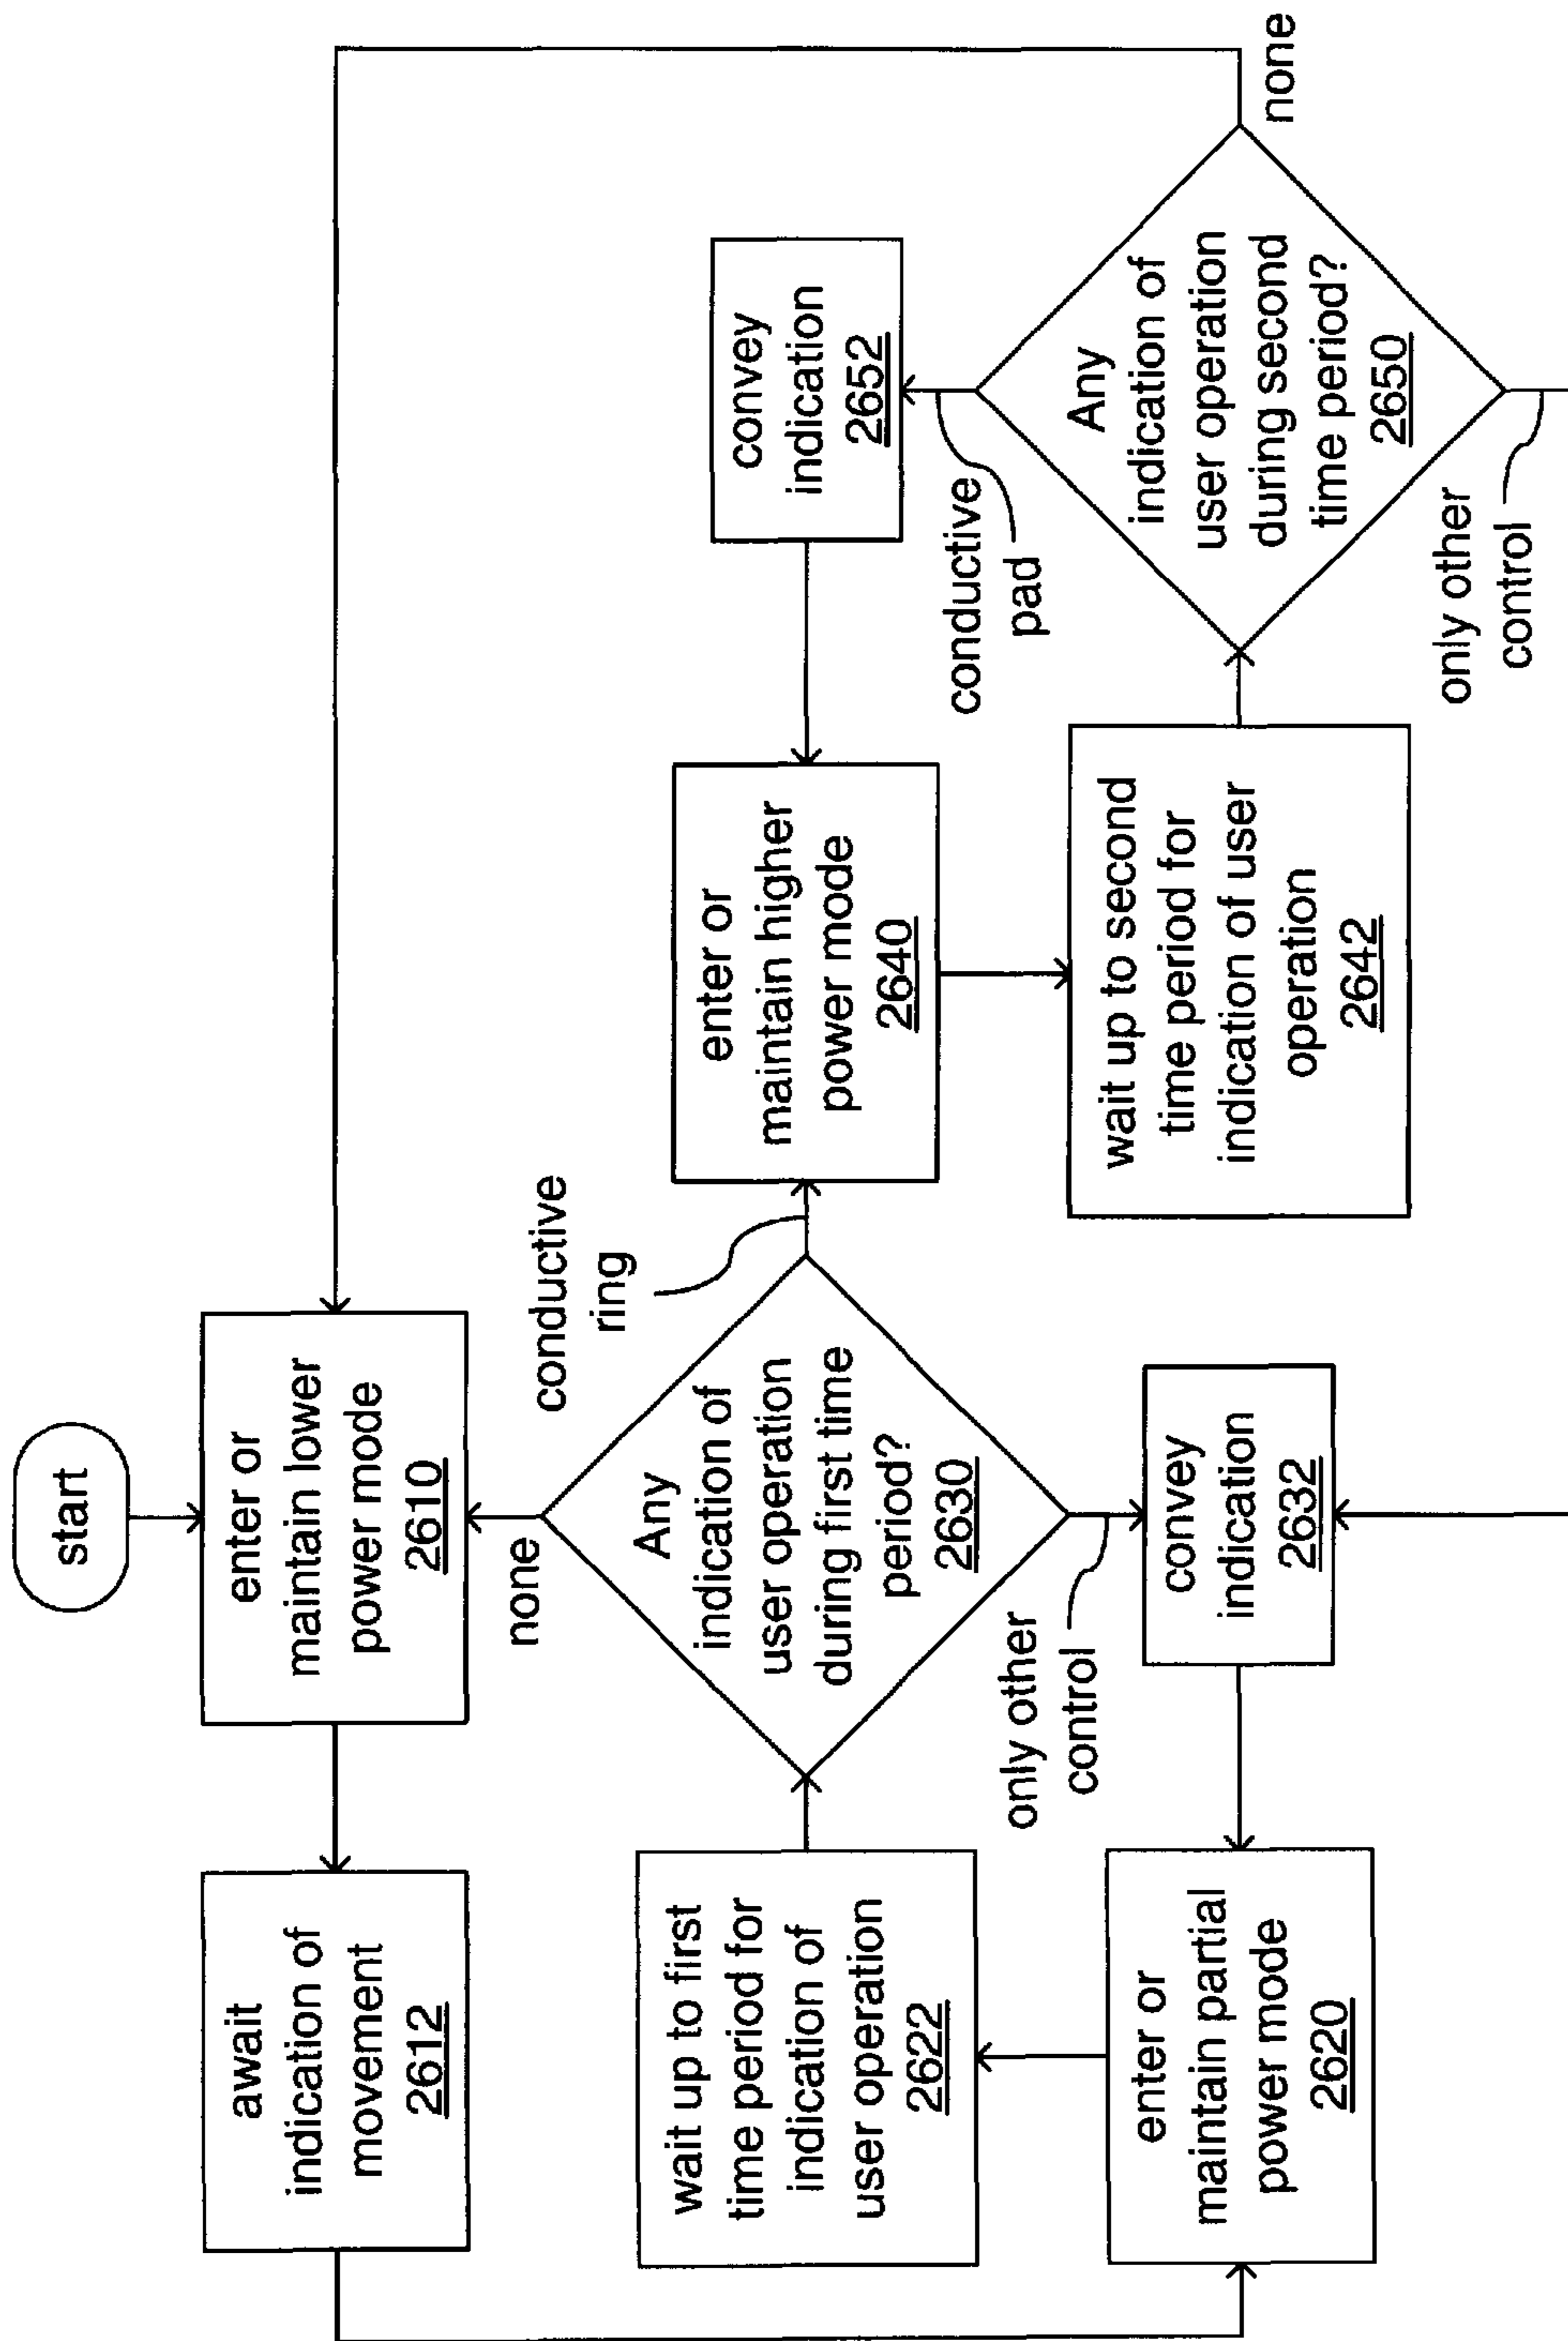 start
enter or
maintain lower
power mode
2610
await
indication of
movement
2612
none
conductive
ring
Any
indication of
user operation
during first time
period?
2630
wait up to first
time period for
indication of
user operation
2622
only other
control
convey
indication
2632
enter or
maintain partial
power mode
2620
enter or
maintain higher
power mode
2640
convey
indication
2652
conductive
pad
wait up to second
time period for
indication of user
operation
2642
Any
indication of
user operation
during second
time period?
2650
none
only other
control